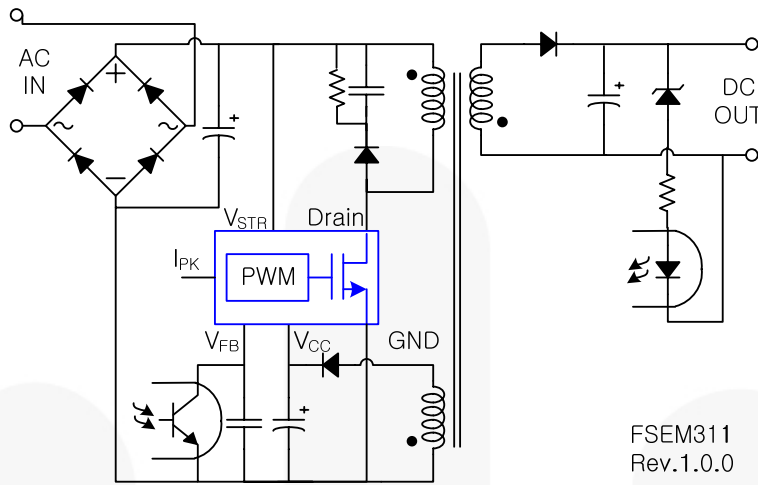 AC
IN
+
~
~
−
+
+
DC
OUT
VSTR
Drain
IPK
PWM
VFB
VCC
GND
+
FSEM311
Rev.1.0.0